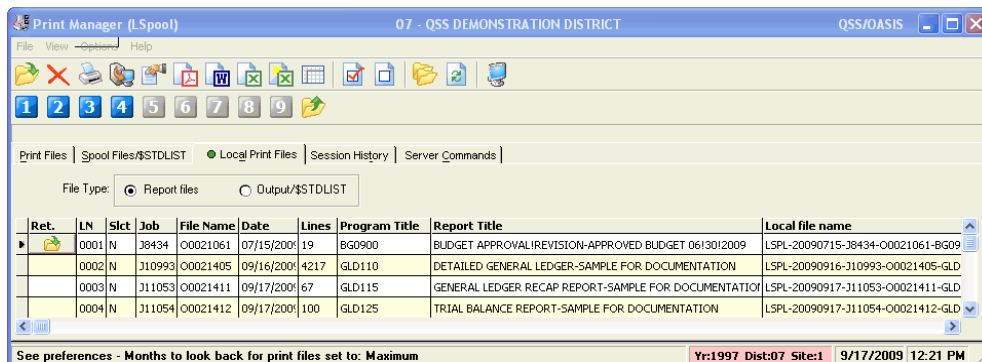 Print Manager (LSpool) 07 - QSS DEMONSTRATION DISTRICT QSS/OASIS
File View Options Help
1 2 3 4 5 6 7 8 9
Print Files Spool Files/$STDLIST Local Print Files Session History Server Commands
File Type: Report files Output/$STDLIST
Ret. LN Slct Job File Name Date Lines Program Title Report Title Local file name
0001 N J8434 O0021061 07/15/2009 19 BG0900 BUDGET APPROVAL!REVISION-APPROVED BUDGET 06!30!2009 LSPL-20090715-J8434-O0021061-BG09
0002 N J10993 O0021405 09/16/2009 4217 GLD110 DETAILED GENERAL LEDGER-SAMPLE FOR DOCUMENTATION LSPL-20090916-J10993-O0021405-GLD
0003 N J11053 O0021411 09/17/2009 67 GLD115 GENERAL LEDGER RECAP REPORT-SAMPLE FOR DOCUMENTATION LSPL-20090917-J11053-O0021411-GLD
0004 N J11054 O0021412 09/17/2009 100 GLD125 TRIAL BALANCE REPORT-SAMPLE FOR DOCUMENTATION LSPL-20090917-J11054-O0021412-GLD
See preferences - Months to look back for print files set to: Maximum Yr:1997 Dist:07 Site:1 9/17/2009 12:21 PM